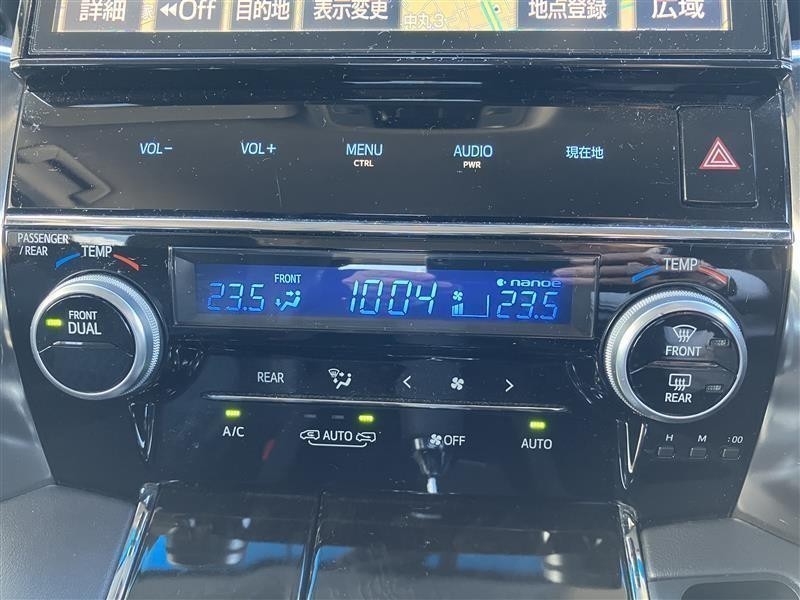 詳細 ◀◀Off 目的地 表示変更 中丸3 地点登録 広域
VOL− VOL+ MENU AUDIO 現在地
CTRL PWR
PASSENGER
/REAR TEMP TEMP
FRONT nanoe
23.5 1004 23.5
FRONT
DUAL
FRONT
REAR
REAR
A/C AUTO OFF AUTO
H M :00